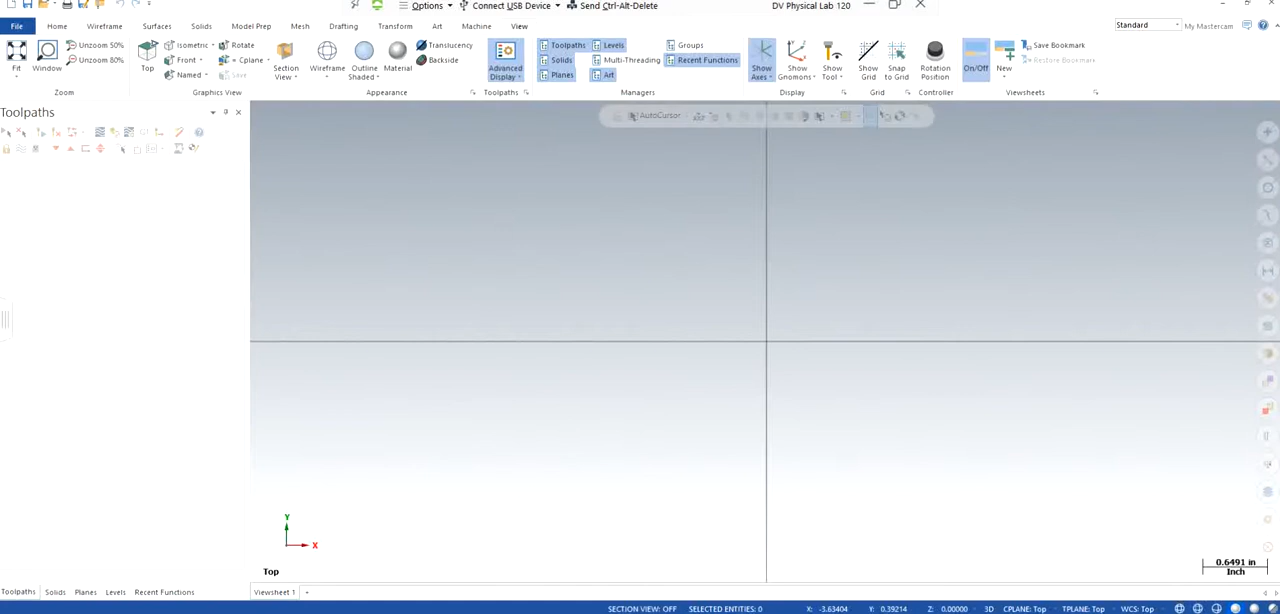 Options Connect USB Device Send Ctrl-Alt-Delete DV Physical Lab 120
File Home Wireframe Surfaces Solids Model Prep Mesh Drafting Transform Art Machine View Standard My Mastercam
Unzoom 50% Isometric Rotate Translucency Toolpaths Levels Groups Save Bookmark
Unzoom 80% Front = Cplane Backside Solids Multi-Threading Recent Functions Restore Bookmark
Fit Window Top Named Save Section View Wireframe Outline Shaded Material Advanced Display Planes Art Show Axes Show Gnomons Show Tool Show Grid Snap to Grid Rotation Position On/Off New
Zoom Graphics View Appearance Toolpaths Managers Display Grid Controller Viewsheets
Toolpaths
AutoCursor
Y
X
Top
0.6491 in
Inch
Toolpaths Solids Planes Levels Recent Functions Viewsheet 1
SECTION VIEW: OFF SELECTED ENTITIES: 0 X: -3.63404 Y: 0.39214 Z: 0.00000 3D CPLANE: Top TPLANE: Top WCS: Top